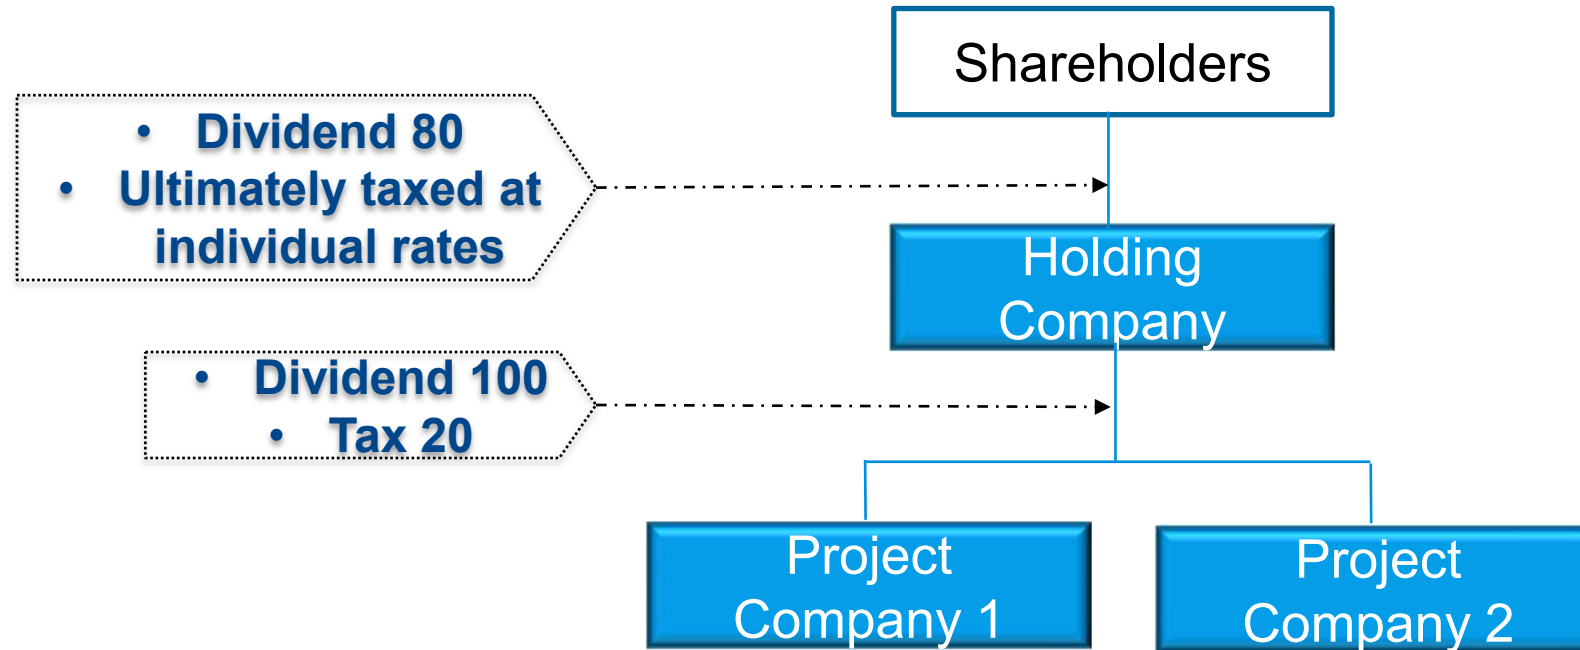 Shareholders
• Dividend 80
• Ultimately taxed at
individual rates
Holding
Company
• Dividend 100
• Tax 20
Project
Company 1
Project
Company 2